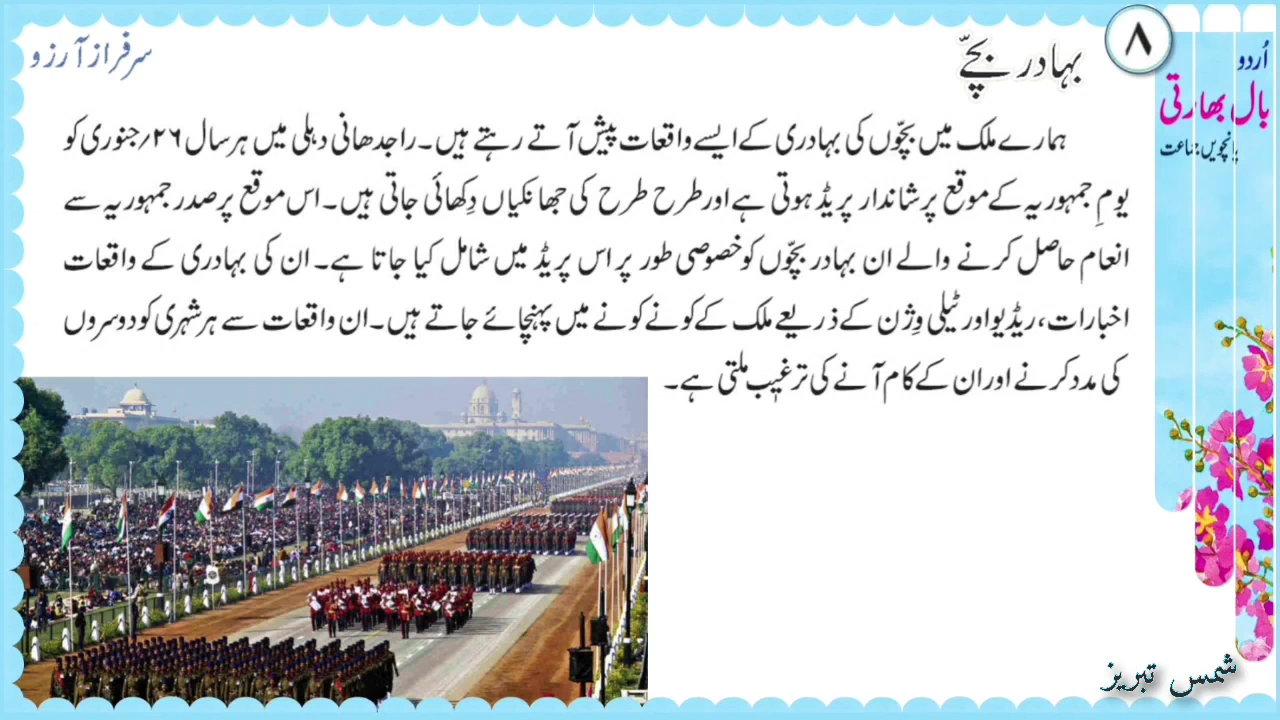 ۸
اُردو
بال بھارتی
پانچویں جماعت
بہادر بچّے
سرفراز آرزو
ہمارے ملک میں بچّوں کی بہادری کے ایسے واقعات پیش آتے رہتے ہیں۔ راجدھانی دہلی میں ہر سال ۲۶؍جنوری کو
یومِ جمہوریہ کے موقع پر شاندار پریڈ ہوتی ہے اور طرح طرح کی جھانکیاں دِکھائی جاتی ہیں۔ اس موقع پر صدر جمہوریہ سے
انعام حاصل کرنے والے ان بہادر بچّوں کو خصوصی طور پر اس پریڈ میں شامل کیا جاتا ہے۔ ان کی بہادری کے واقعات
اخبارات، ریڈیو اور ٹیلی وِژن کے ذریعے ملک کے کونے کونے میں پہنچائے جاتے ہیں۔ ان واقعات سے ہر شہری کو دوسروں
کی مدد کرنے اور ان کے کام آنے کی ترغیب ملتی ہے۔
شمس تبریز